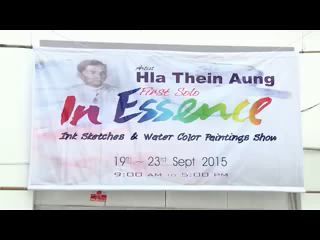 Artist
Hla Thein Aung
First Solo
In Essence
Ink Sketches & Water Color Paintings Show
19th ~ 23rd Sept 2015
9:00 AM to 5:00 PM